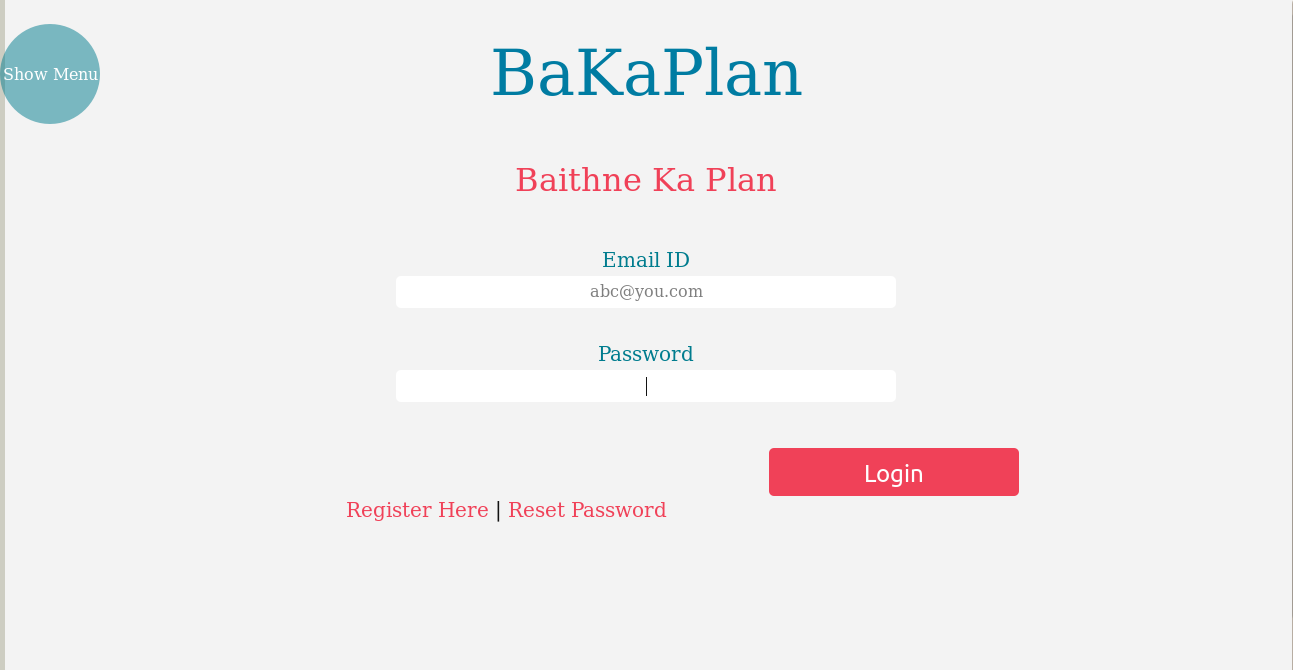 Show Menu
BaKaPlan
Baithne Ka Plan
Email ID
abc@you.com
Password
Login
Register Here | Reset Password